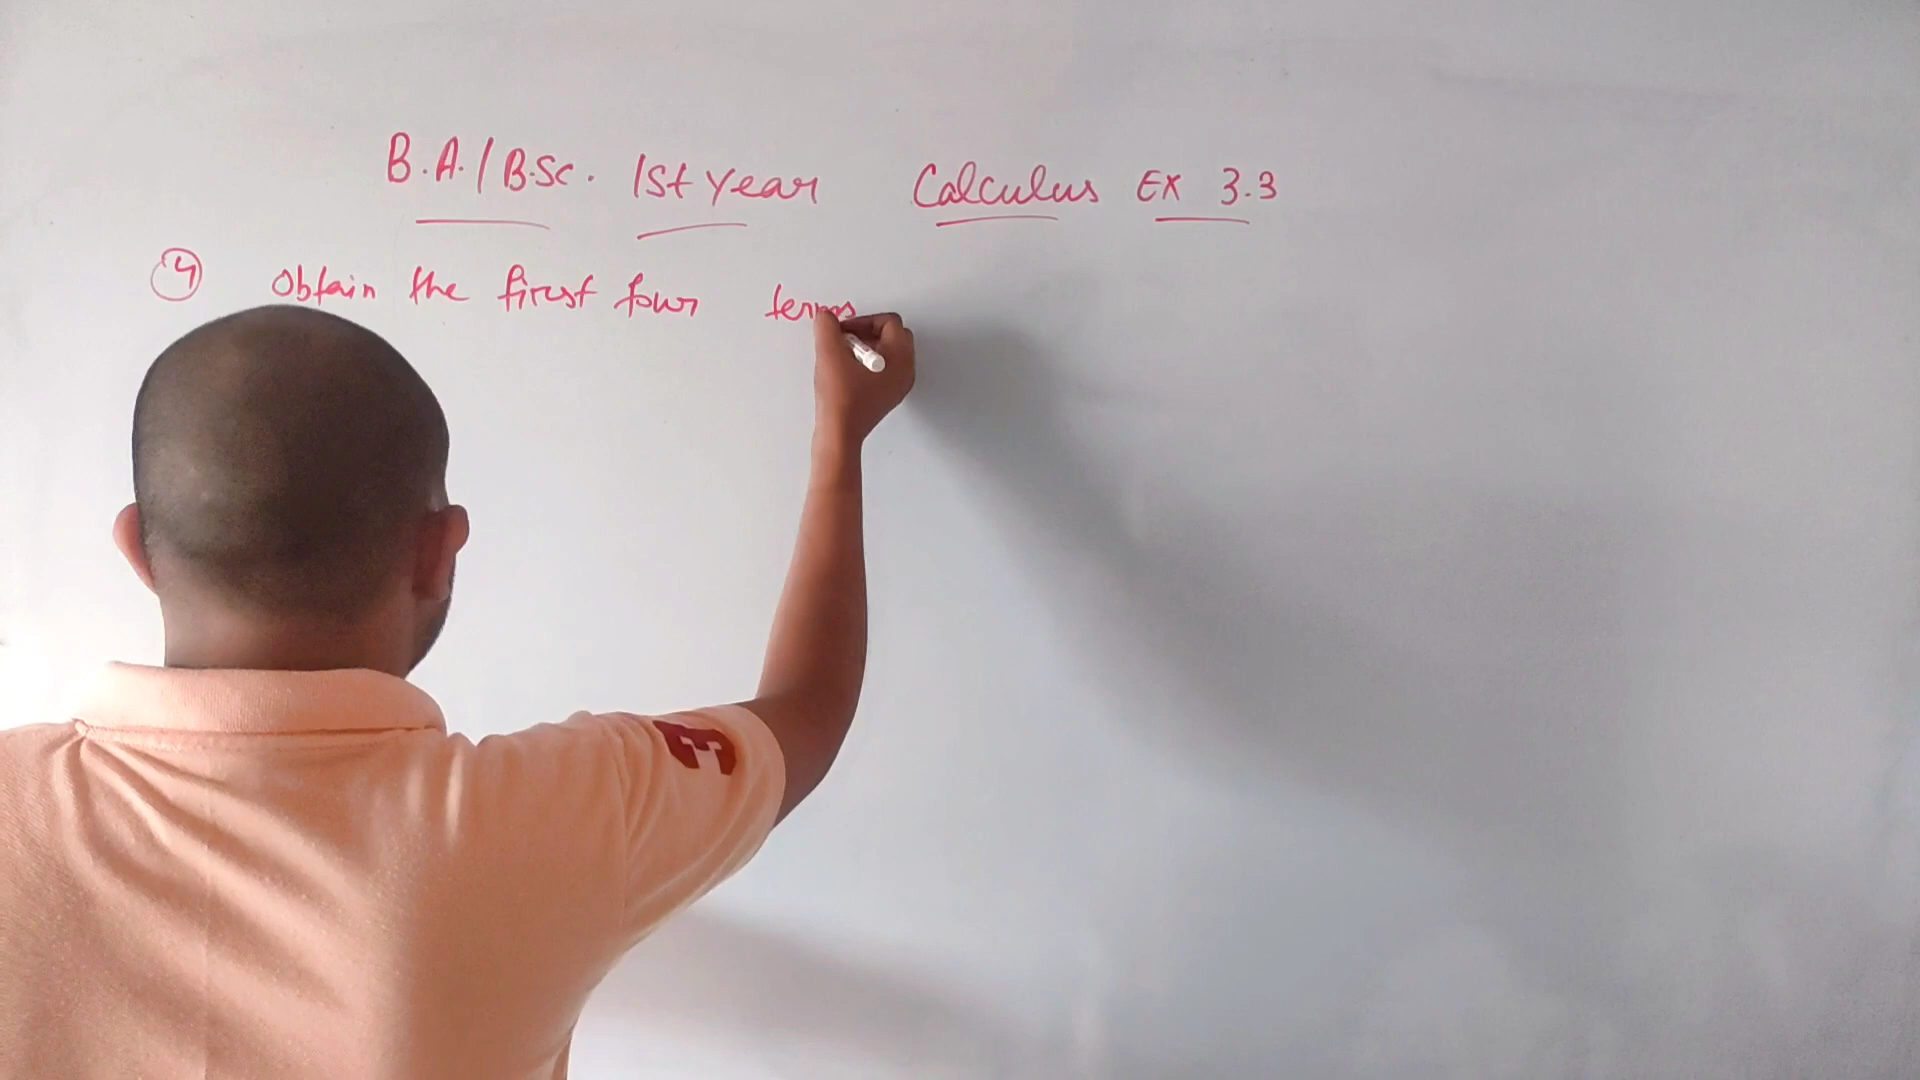 B.A./B.Sc. 1st year Calculus EX 3.3
④ Obtain the first four terms